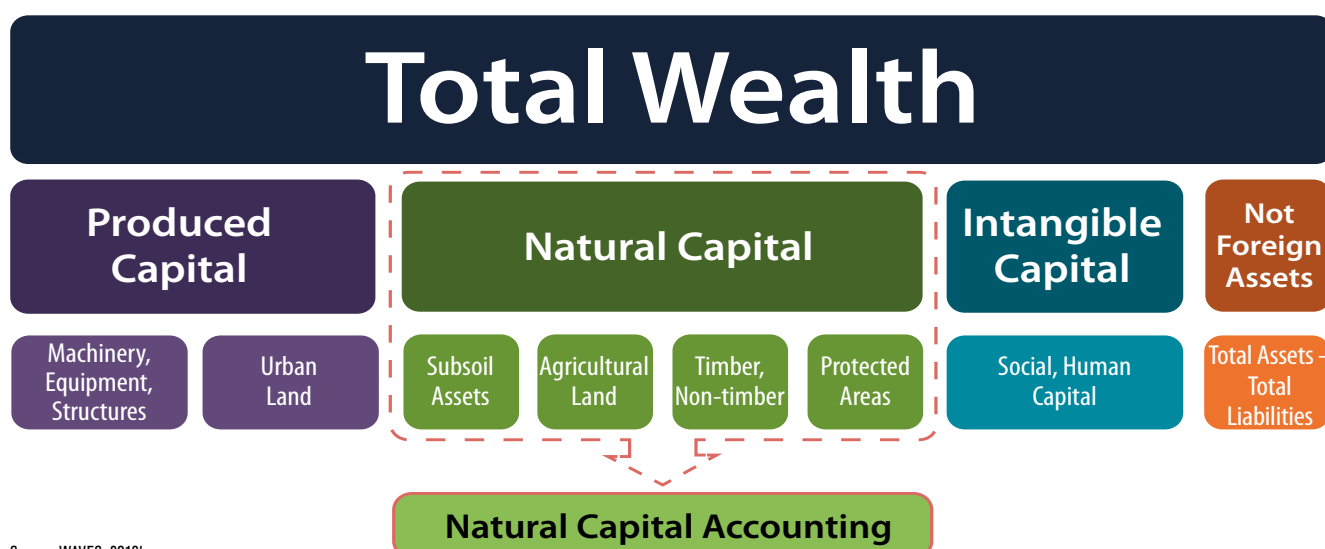 Total Wealth
Produced
Capital
Natural Capital
Intangible
Capital
Not
Foreign
Assets
Machinery,
Equipment,
Structures
Urban
Land
Subsoil
Assets
Agricultural
Land
Timber,
Non-timber
Protected
Areas
Social, Human
Capital
Total Assets -
Total
Liabilities
Natural Capital Accounting